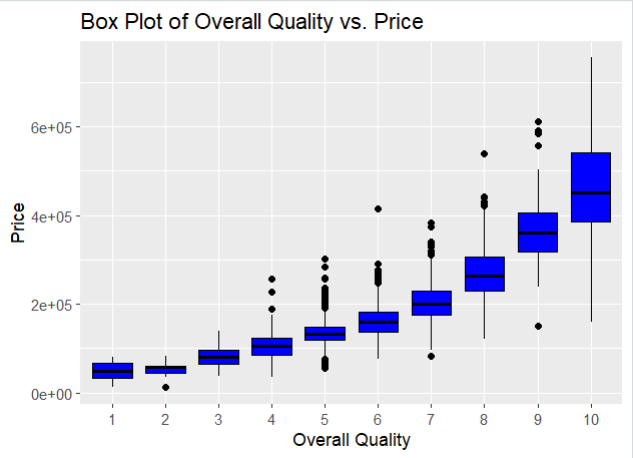 Box Plot of Overall Quality vs. Price
Price
6e+05
4e+05
2e+05
0e+00
1 2 3 4 5 6 7 8 9 10
Overall Quality